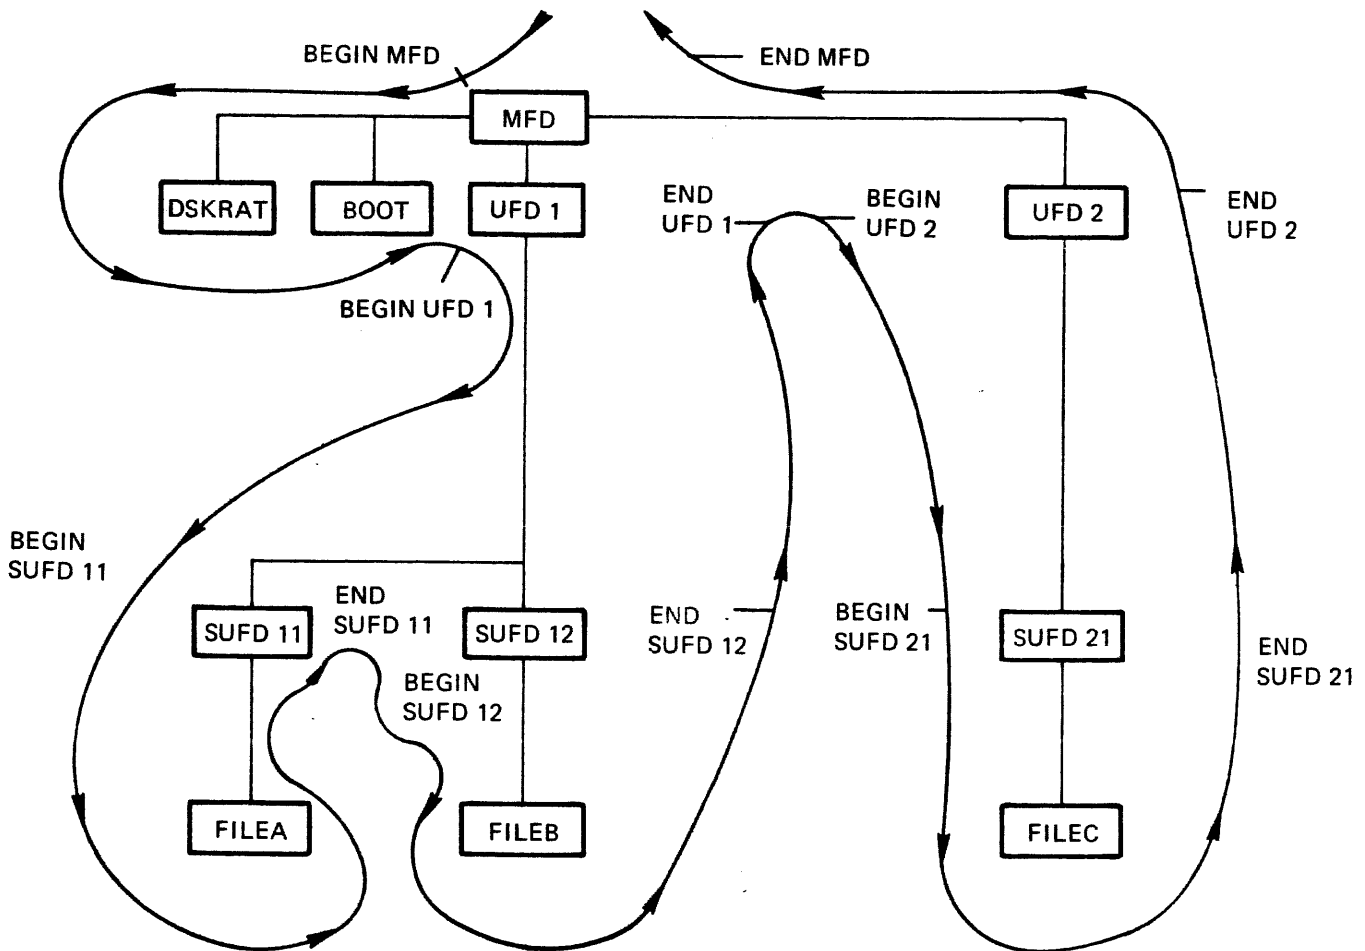 BEGIN MFD
END MFD
MFD
DSKRAT
BOOT
UFD 1
END
UFD 1
BEGIN
UFD 2
UFD 2
END
UFD 2
BEGIN UFD 1
BEGIN
SUFD 11
SUFD 11
END
SUFD 11
SUFD 12
END
SUFD 12
BEGIN
SUFD 21
SUFD 21
END
SUFD 21
BEGIN
SUFD 12
FILEA
FILEB
FILEC